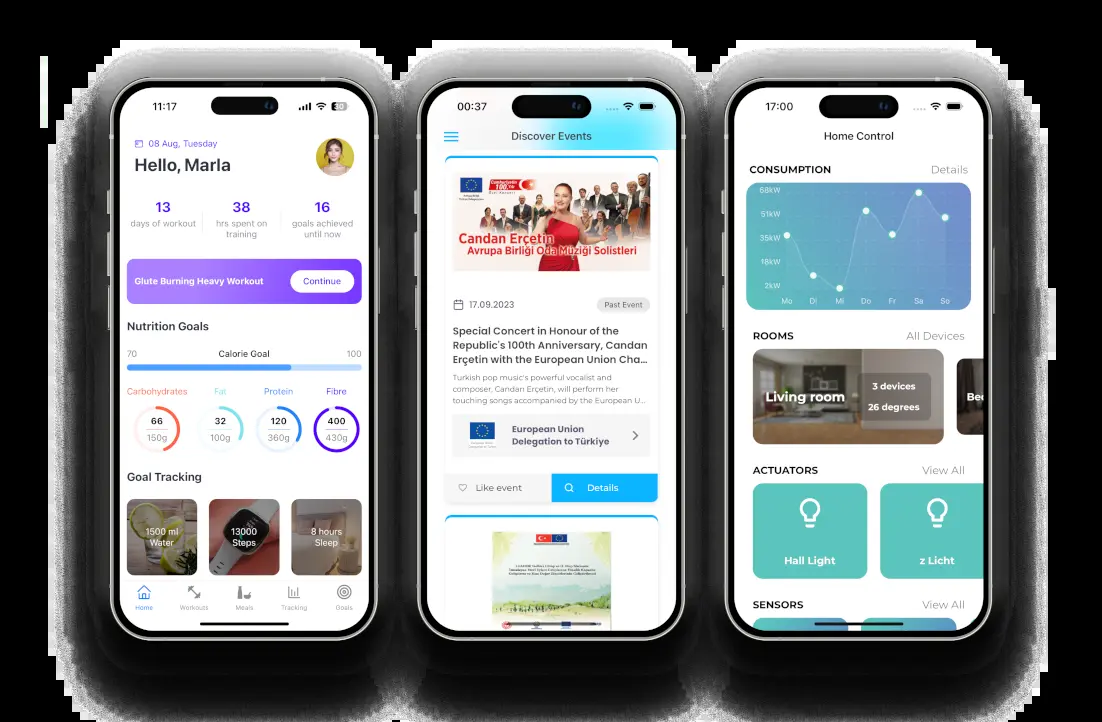 11:17
30
08 Aug, Tuesday
Hello, Marla
13
days of workout
38
hrs spent on
training
16
goals achieved
until now
Glute Burning Heavy Workout
Continue
Nutrition Goals
70
Calorie Goal
100
Carbohydrates
Fat
Protein
Fibre
66
150g
32
100g
120
360g
400
430g
Goal Tracking
1500 ml
Water
13000
Steps
8 hours
Sleep
Home
Workouts
Meals
Tracking
Goals
00:37
Discover Events
Candan Erçetin
Avrupa Birliği Oda Müziği Solistleri
17.09.2023
Past Event
Special Concert in Honour of the
Republic's 100th Anniversary, Candan
Erçetin with the European Union Cha...
Turkish pop music's powerful vocalist and
composer, Candan Erçetin, will perform her
touching songs accompanied by the European U...
European Union
Delegation to Türkiye
Like event
Details
17:00
Home Control
CONSUMPTION
Details
68kW
51kW
35kW
18kW
2kW
Mo
Di
Mi
Do
Fr
Sa
So
ROOMS
All Devices
Living room
3 devices
26 degrees
Bec
ACTUATORS
View All
Hall Light
z Licht
SENSORS
View All